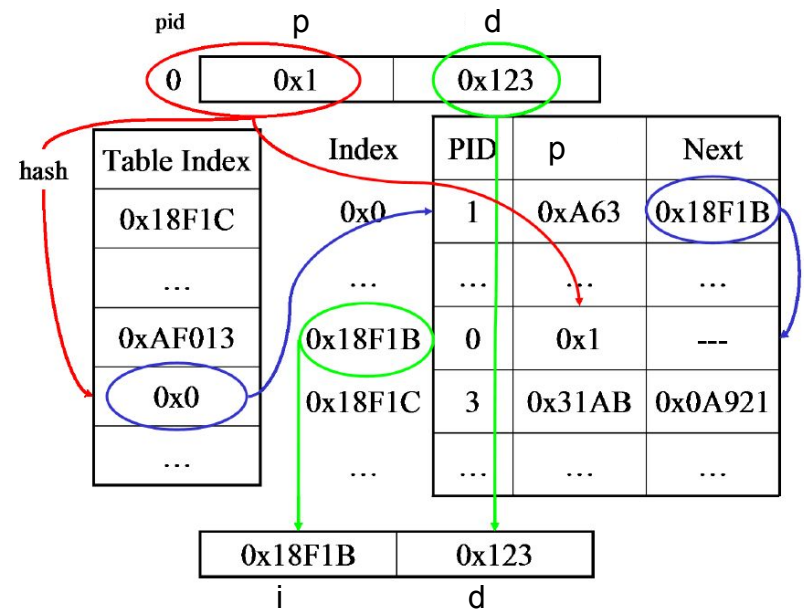 pid p d
0 0x1 0x123
hash
Table Index
0x18F1C
...
0xAF013
0x0
...
Index
0x0
...
0x18F1B
0x18F1C
...
PID p Next
1 0xA63 0x18F1B
... ... ...
0 0x1 ---
3 0x31AB 0x0A921
... ... ...
0x18F1B 0x123
i d